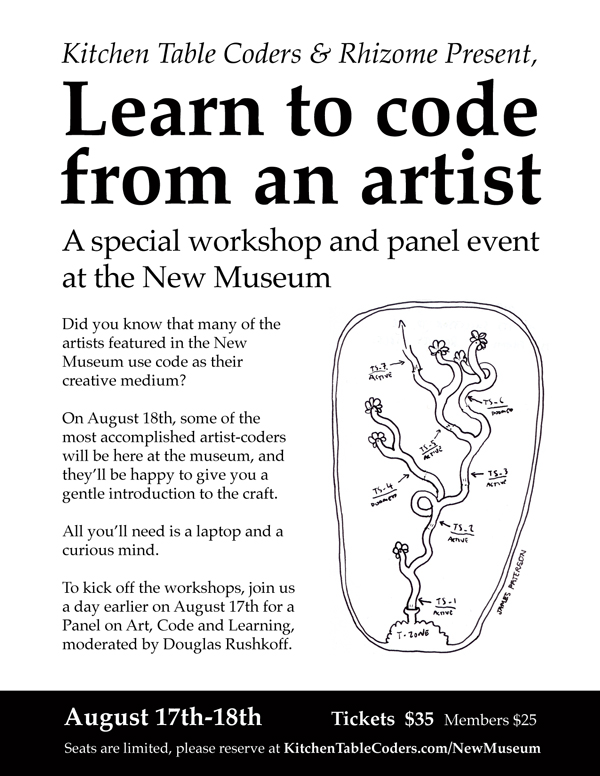 Kitchen Table Coders & Rhizome Present,
Learn to code
from an artist
A special workshop and panel event
at the New Museum
Did you know that many of the
artists featured in the New
Museum use code as their
creative medium?
On August 18th, some of the
most accomplished artist-coders
will be here at the museum, and
they'll be happy to give you a
gentle introduction to the craft.
All you'll need is a laptop and a
curious mind.
To kick off the workshops, join us
a day earlier on August 17th for a
Panel on Art, Code and Learning,
moderated by Douglas Rushkoff.
TS-7
ACTIVE
TS-6
TS-5
ACTIVE
TS-4
TS-3
ACTIVE
TS-2
ACTIVE
TS-1
ACTIVE
T-ZONE
JAMES PATERSON
August 17th-18th
Tickets $35 Members $25
Seats are limited, please reserve at KitchenTableCoders.com/NewMuseum